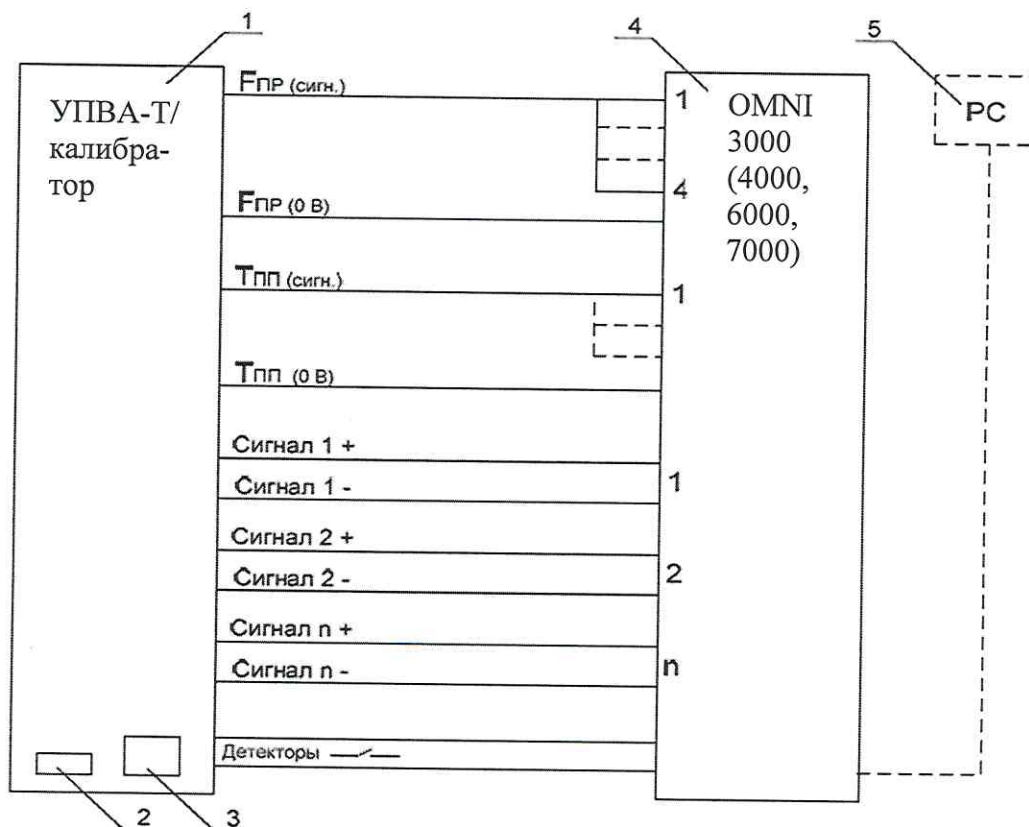 1
4
5
УПВА-Т/
калибра-
тор
FПР (сигн.)
1
OMNI
3000
(4000,
6000,
7000)
PC
4
FПР (0 В)
TПП (сигн.)
1
TПП (0 В)
Сигнал 1 +
1
Сигнал 1 -
Сигнал 2 +
2
Сигнал 2 -
Сигнал n +
n
Сигнал n -
Детекторы
2
3